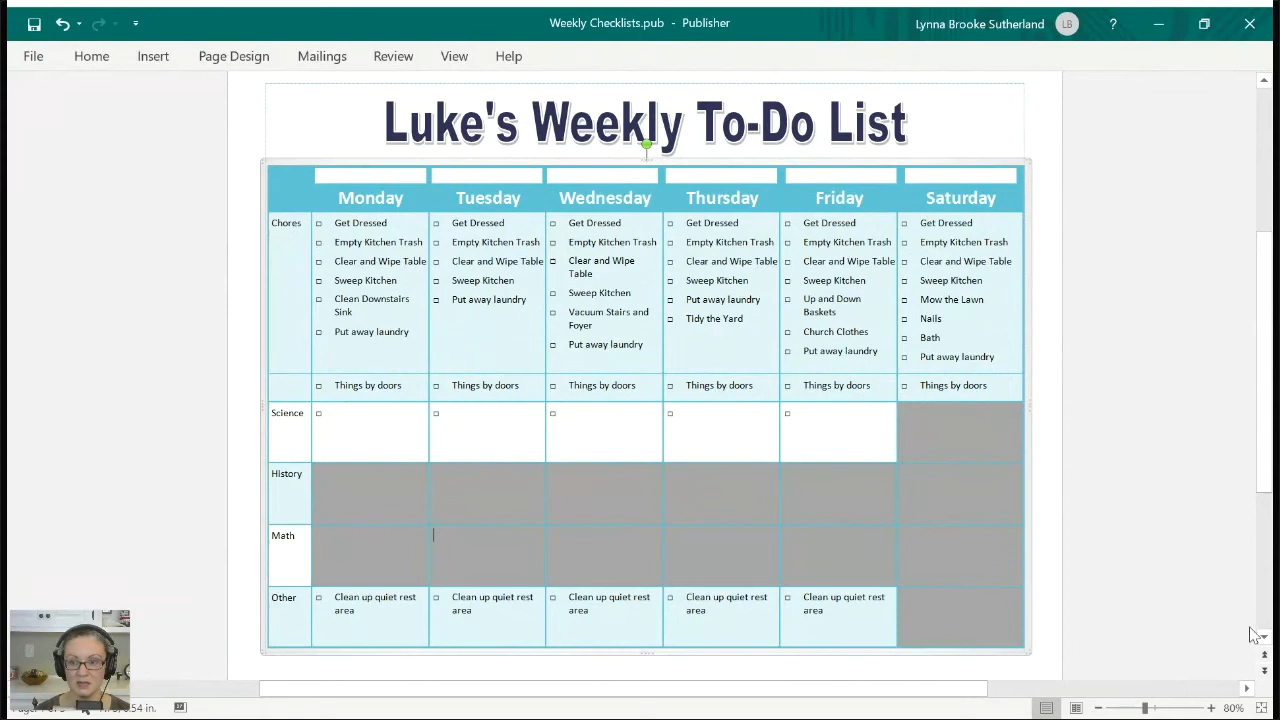 Weekly Checklists.pub - Publisher
Lynna Brooke Sutherland LB ?
File Home Insert Page Design Mailings Review View Help
Luke's Weekly To-Do List
Monday Tuesday Wednesday Thursday Friday Saturday
Chores
Get Dressed
Empty Kitchen Trash
Clear and Wipe Table
Sweep Kitchen
Clean Downstairs
Sink
Put away laundry
Get Dressed
Empty Kitchen Trash
Clear and Wipe Table
Sweep Kitchen
Put away laundry
Get Dressed
Empty Kitchen Trash
Clear and WIpe
Table
Sweep Kitchen
Vacuum Stairs and
Foyer
Put away laundry
Get Dressed
Empty Kitchen Trash
Clear and Wipe Table
Sweep Kitchen
Put away laundry
Tidy the Yard
Get Dressed
Empty Kitchen Trash
Clear and Wipe Table
Sweep Kitchen
Up and Down
Baskets
Church Clothes
Put away laundry
Get Dressed
Empty Kitchen Trash
Clear and Wipe Table
Sweep Kitchen
Mow the Lawn
Nails
Bath
Put away laundry
Things by doors Things by doors Things by doors Things by doors Things by doors Things by doors
Science
History
Math
Other
Clean up quiet rest
area
Clean up quiet rest
area
Clean up quiet rest
area
Clean up quiet rest
area
Clean up quiet rest
area
in.
80%